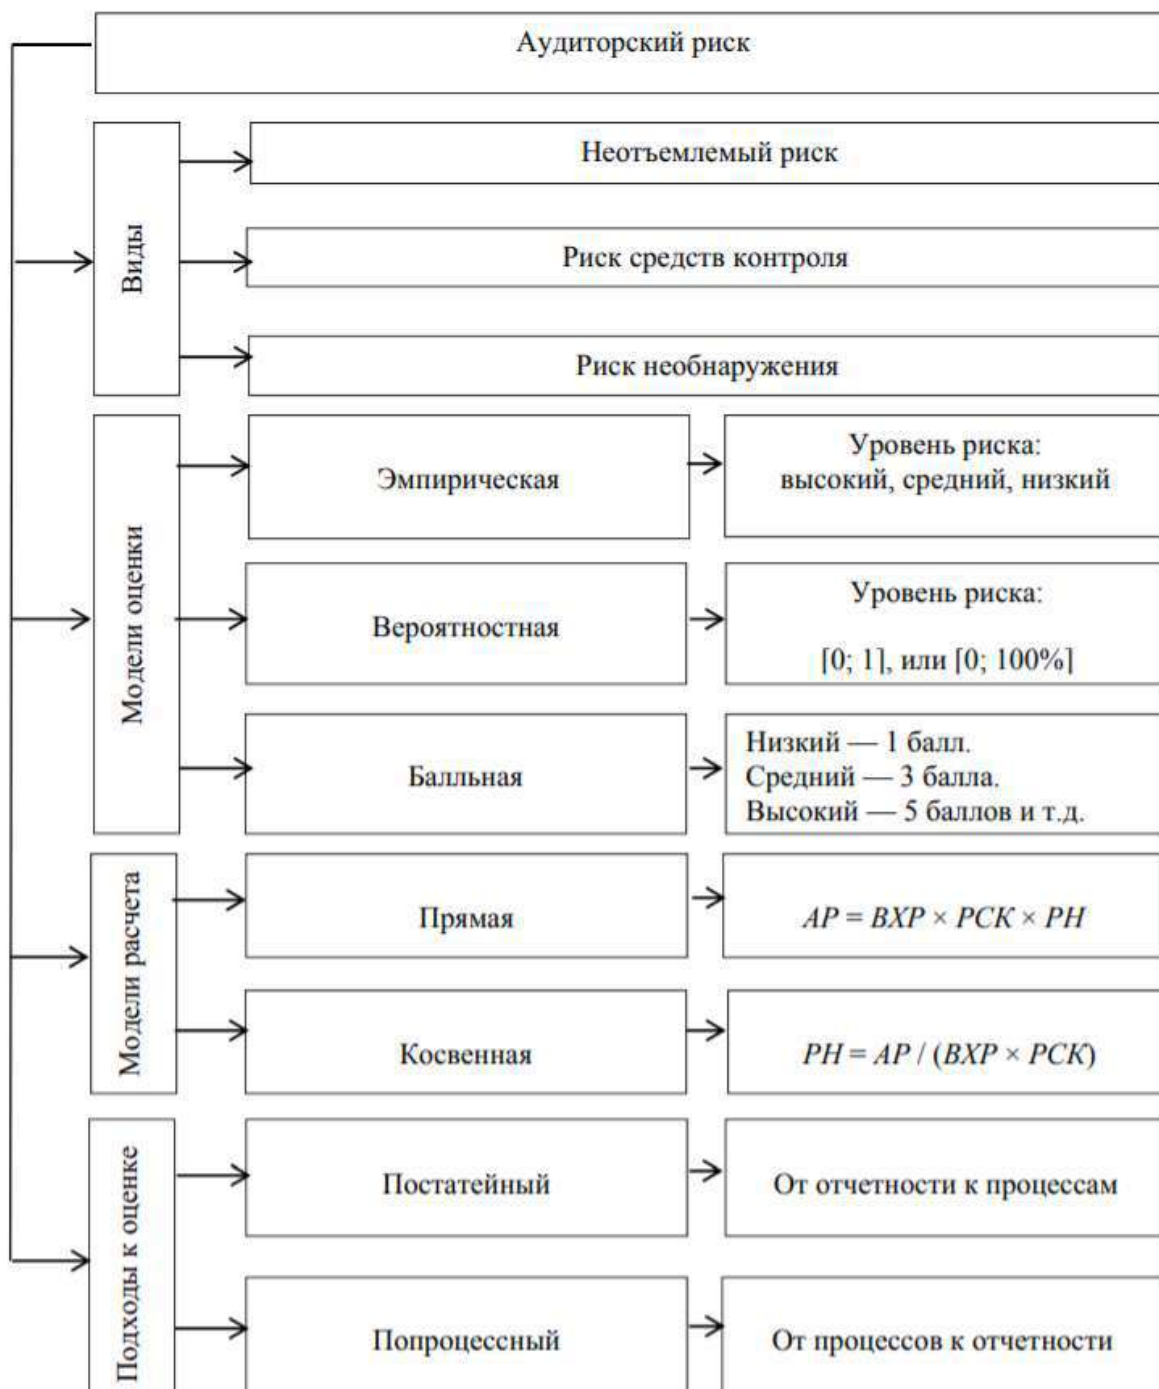 Аудиторский риск
Виды
Неотъемлемый риск
Риск средств контроля
Риск необнаружения
Модели оценки
Эмпирическая
Уровень риска:
высокий, средний, низкий
Вероятностная
Уровень риска:
[0; 1], или [0; 100%]
Балльная
Низкий — 1 балл.
Средний — 3 балла.
Высокий — 5 баллов и т.д.
Модели расчета
Прямая
АР = ВХР × РСК × РН
Косвенная
РН = АР / (ВХР × РСК)
Подходы к оценке
Постатейный
От отчетности к процессам
Попроцессный
От процессов к отчетности